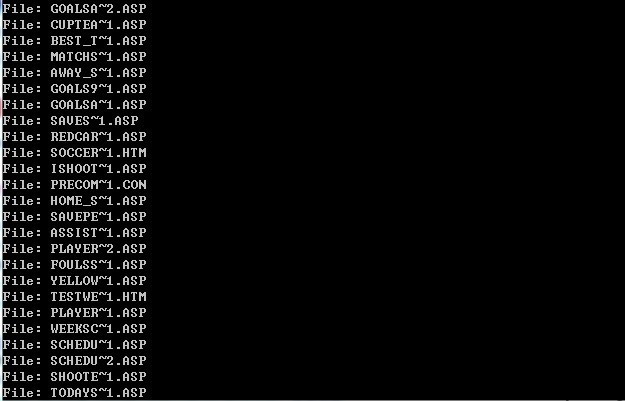 File: GOALSA~2.ASP
File: CUPTEA~1.ASP
File: BEST_T~1.ASP
File: MATCHS~1.ASP
File: AWAY_S~1.ASP
File: GOALS9~1.ASP
File: GOALSA~1.ASP
File: SAVES~1.ASP
File: REDCAR~1.ASP
File: SOCCER~1.HTM
File: ISHOOT~1.ASP
File: PRECOM~1.CON
File: HOME_S~1.ASP
File: SAVEPE~1.ASP
File: ASSIST~1.ASP
File: PLAYER~2.ASP
File: FOULSS~1.ASP
File: YELLOW~1.ASP
File: TESTWE~1.HTM
File: PLAYER~1.ASP
File: WEEKSC~1.ASP
File: SCHEDU~1.ASP
File: SCHEDU~2.ASP
File: SHOOTE~1.ASP
File: TODAYS~1.ASP